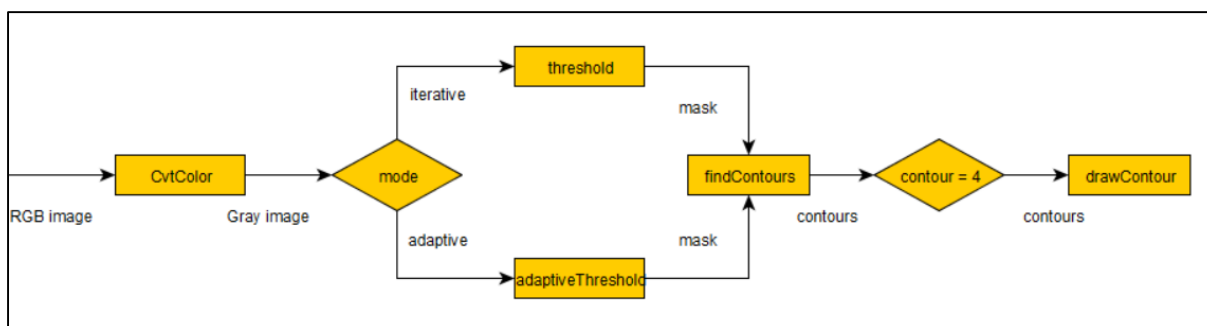 threshold
iterative
mask
CvtColor
mode
findContours
contour = 4
drawContour
RGB image
Gray image
contours
contours
adaptive
mask
adaptiveThreshold